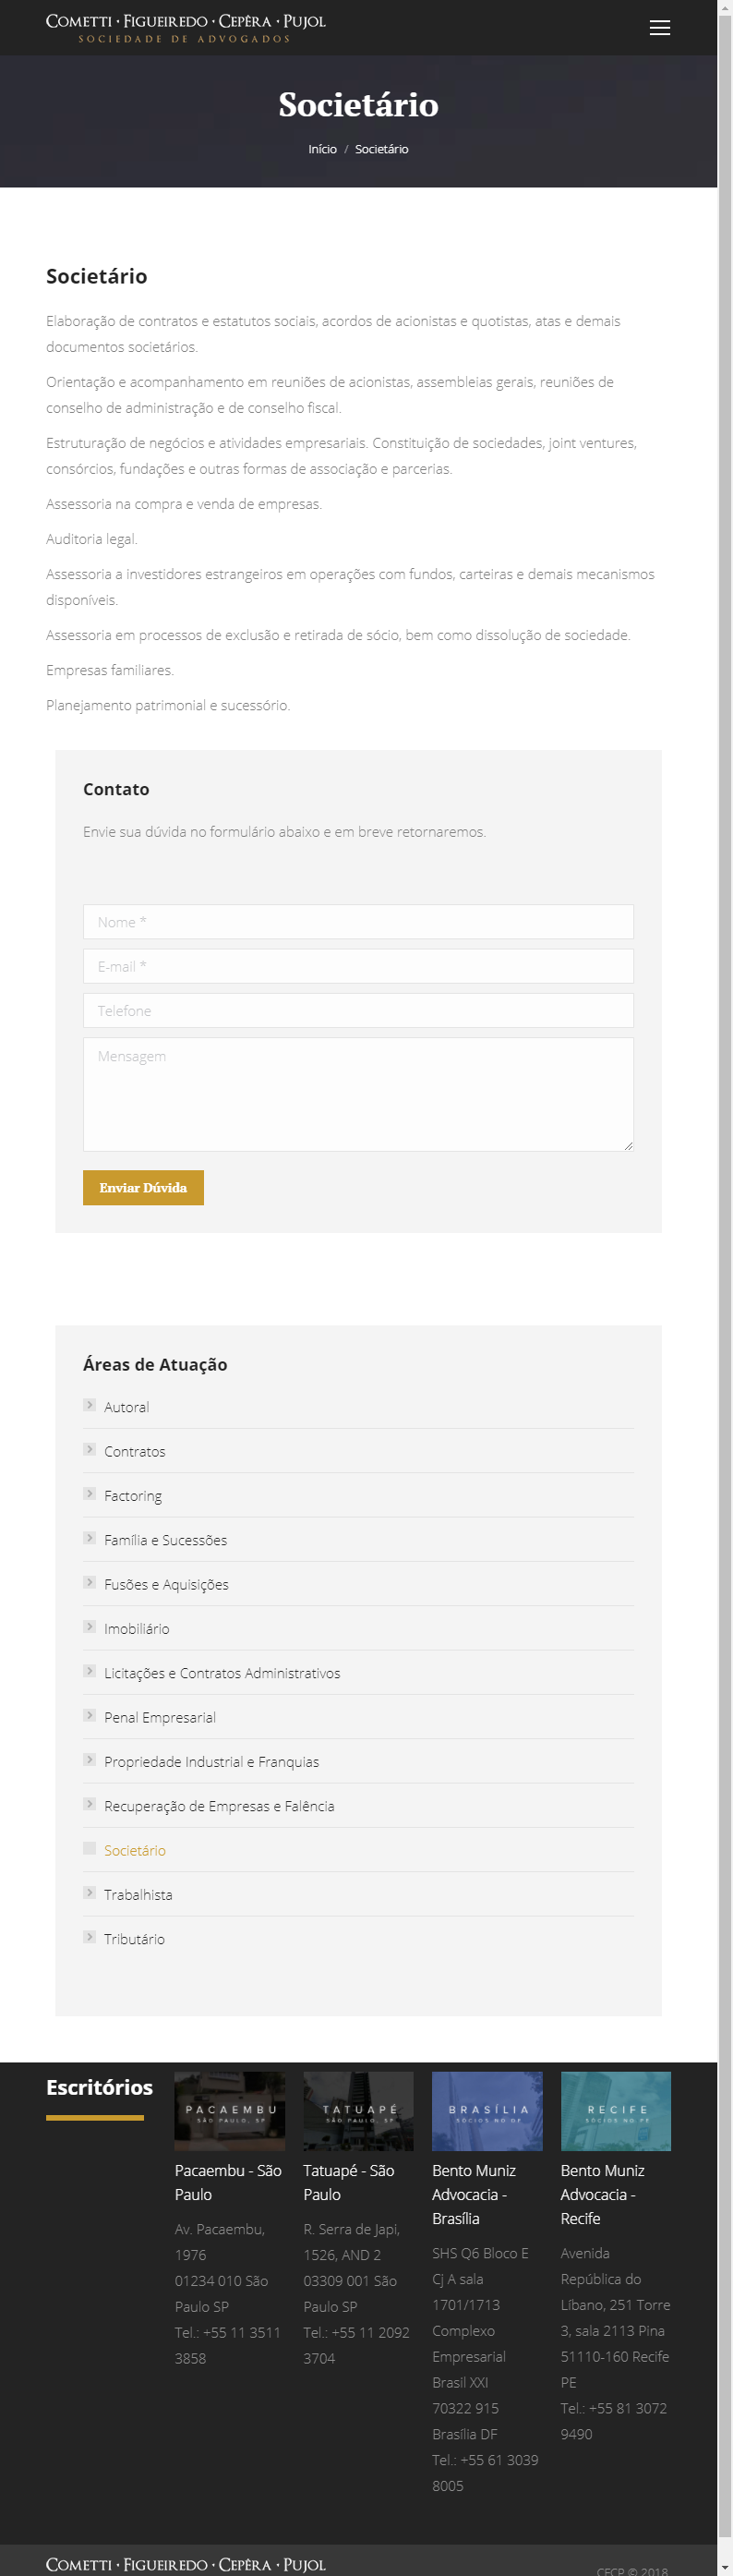 Cometti · Figueiredo · Cepêra · Pujol
SOCIEDADE DE ADVOGADOS
Societário
Início / Societário
Societário
Elaboração de contratos e estatutos sociais, acordos de acionistas e quotistas, atas e demais
documentos societários.
Orientação e acompanhamento em reuniões de acionistas, assembleias gerais, reuniões de
conselho de administração e de conselho fiscal.
Estruturação de negócios e atividades empresariais. Constituição de sociedades, joint ventures,
consórcios, fundações e outras formas de associação e parcerias.
Assessoria na compra e venda de empresas.
Auditoria legal.
Assessoria a investidores estrangeiros em operações com fundos, carteiras e demais mecanismos
disponíveis.
Assessoria em processos de exclusão e retirada de sócio, bem como dissolução de sociedade.
Empresas familiares.
Planejamento patrimonial e sucessório.
Contato
Envie sua dúvida no formulário abaixo e em breve retornaremos.
Nome *
E-mail *
Telefone
Mensagem
Enviar Dúvida
Áreas de Atuação
Autoral
Contratos
Factoring
Família e Sucessões
Fusões e Aquisições
Imobiliário
Licitações e Contratos Administrativos
Penal Empresarial
Propriedade Industrial e Franquias
Recuperação de Empresas e Falência
Societário
Trabalhista
Tributário
Escritórios
PACAEMBU
SÃO PAULO, SP
Pacaembu - São
Paulo
Av. Pacaembu,
1976
01234 010 São
Paulo SP
Tel.: +55 11 3511
3858
TATUAPÉ
SÃO PAULO, SP
Tatuapé - São
Paulo
R. Serra de Japi,
1526, AND 2
03309 001 São
Paulo SP
Tel.: +55 11 2092
3704
BRASÍLIA
SÓCIOS NO DF
Bento Muniz
Advocacia -
Brasília
SHS Q6 Bloco E
Cj A sala
1701/1713
Complexo
Empresarial
Brasil XXI
70322 915
Brasília DF
Tel.: +55 61 3039
8005
RECIFE
SÓCIOS NO PE
Bento Muniz
Advocacia -
Recife
Avenida
República do
Líbano, 251 Torre
3, sala 2113 Pina
51110-160 Recife
PE
Tel.: +55 81 3072
9490
Cometti · Figueiredo · Cepêra · Pujol
CFCP © 2018